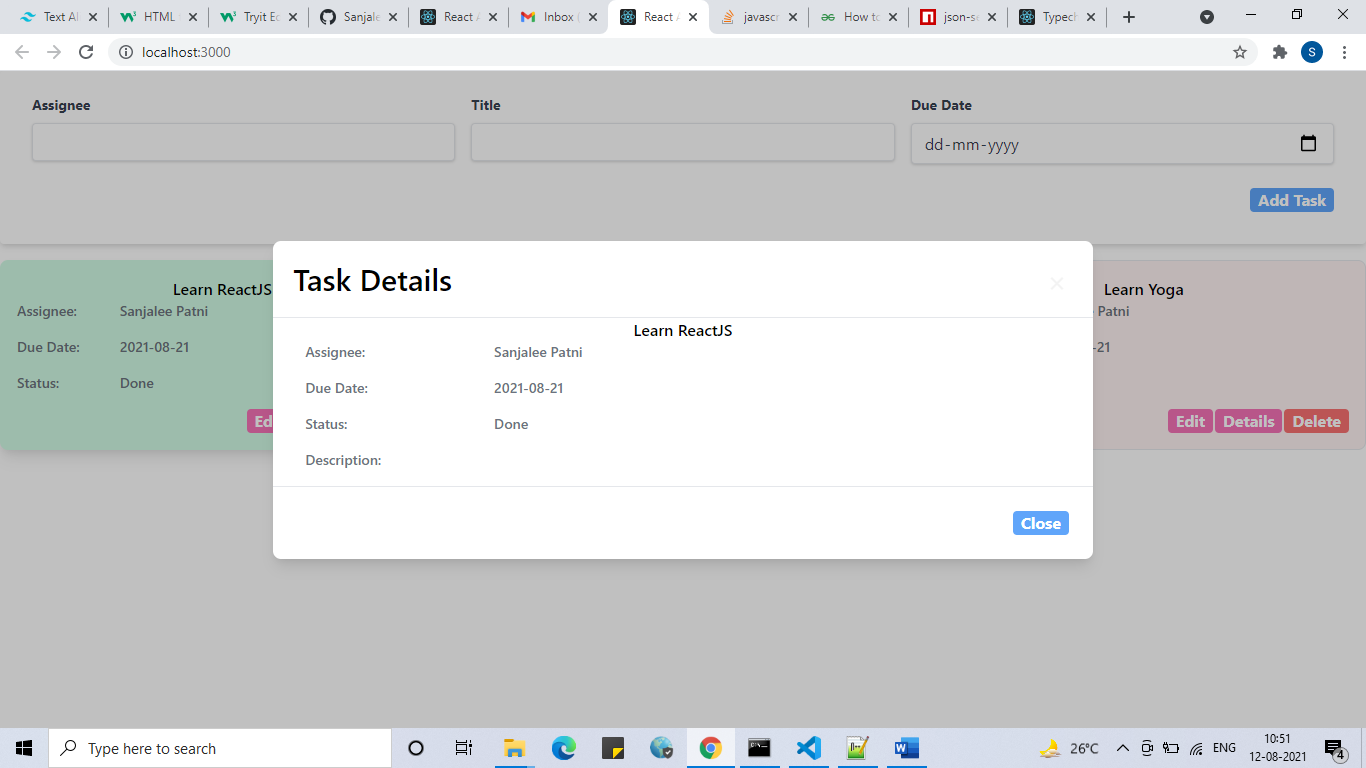 Text Al
HTML
Tryit Ec
Sanjale
React A
Inbox (
React A
javascr
How to
json-se
Typech
localhost:3000
S
Assignee
Title
Due Date
dd-mm-yyyy
Add Task
Task Details
×
Learn ReactJS
Learn Yoga
Assignee:
Sanjalee Patni
Patni
Learn ReactJS
Assignee:
Sanjalee Patni
Due Date:
2021-08-21
-21
Due Date:
2021-08-21
Status:
Done
Status:
Done
Ed
Edit
Details
Delete
Description:
Close
Type here to search
26°C
ENG
10:51
12-08-2021
4